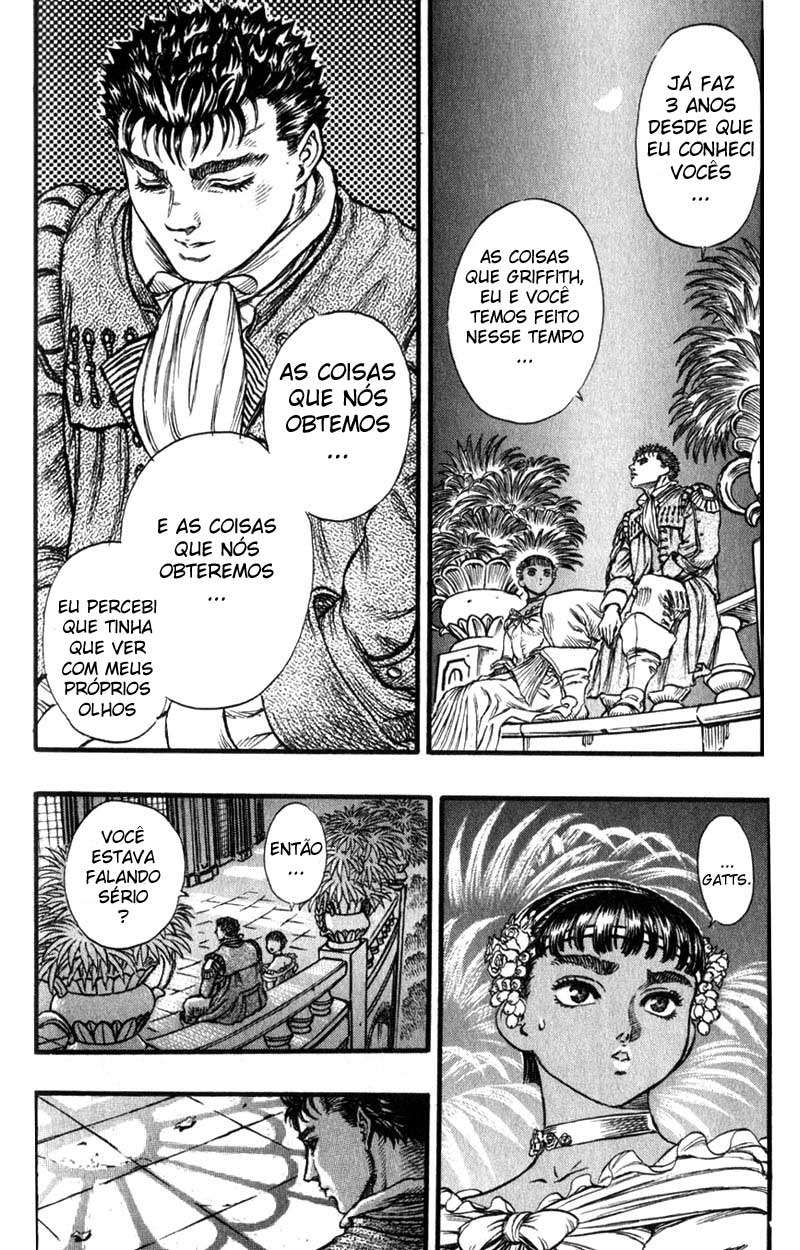 JÁ FAZ
3 ANOS
DESDE QUE
EU CONHECI
VOCÊS
...
AS COISAS
QUE GRIFFITH,
EU E VOCÊ
TEMOS FEITO
NESSE TEMPO
...
AS COISAS
QUE NÓS
OBTEMOS
...
E AS COISAS
QUE NÓS
OBTEREMOS
...
EU PERCEBI
QUE TINHA
QUE VER
COM MEUS
PRÓPRIOS
OLHOS
...
GATTS.
ENTÃO
...
VOCÊ
ESTAVA
FALANDO
SÉRIO
?